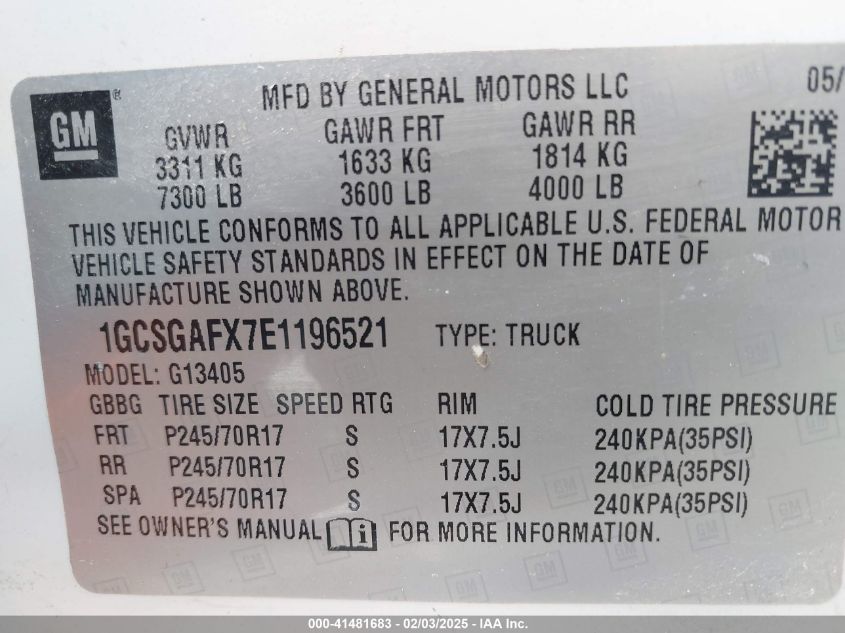 MFD BY GENERAL MOTORS LLC 05/
GM®
GVWR GAWR FRT GAWR RR
3311 KG 1633 KG 1814 KG
7300 LB 3600 LB 4000 LB
THIS VEHICLE CONFORMS TO ALL APPLICABLE U.S. FEDERAL MOTOR
VEHICLE SAFETY STANDARDS IN EFFECT ON THE DATE OF
MANUFACTURE SHOWN ABOVE.
1GCSGAFX7E1196521 TYPE: TRUCK
MODEL: G13405
GBBG TIRE SIZE SPEED RTG RIM COLD TIRE PRESSURE
FRT P245/70R17 S 17X7.5J 240KPA(35PSI)
RR P245/70R17 S 17X7.5J 240KPA(35PSI)
SPA P245/70R17 S 17X7.5J 240KPA(35PSI)
SEE OWNER'S MANUAL i FOR MORE INFORMATION.
000-41481683 - 02/03/2025 - IAA Inc.